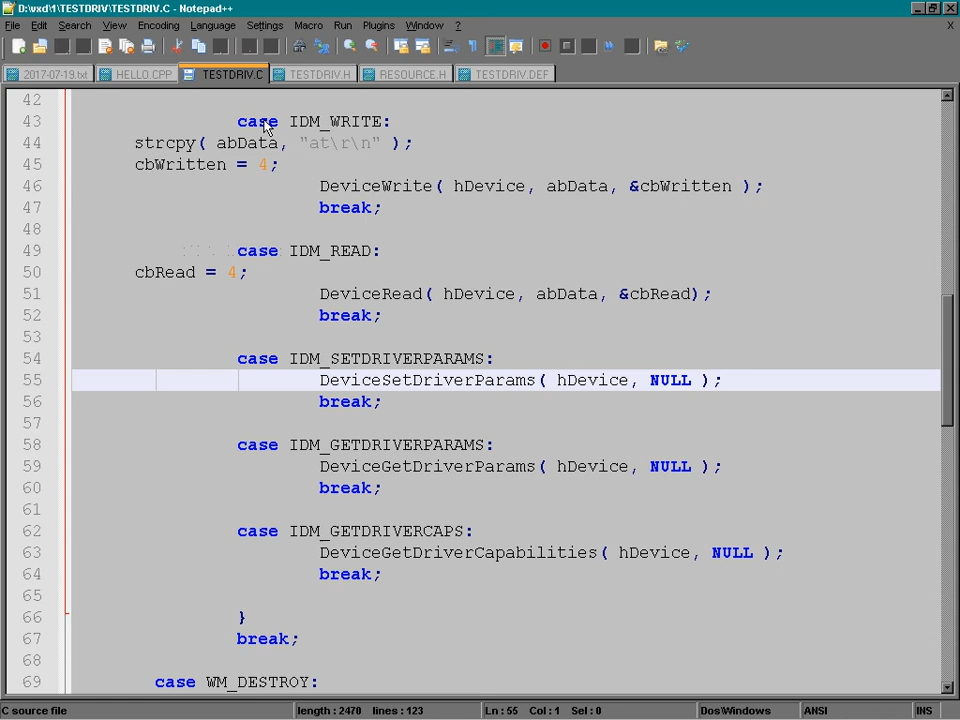 D:\vxd\1\TESTDRIV\TESTDRIV.C - Notepad++
File Edit Search View Encoding Language Settings Macro Run Plugins Window ? X
2017-07-19.txt HELLO.CPP TESTDRIV.C TESTDRIV.H RESOURCE.H TESTDRIV.DEF
42
43 case IDM_WRITE:
44 strcpy( abData, "at\r\n" );
45 cbWritten = 4;
46 DeviceWrite( hDevice, abData, &cbWritten );
47 break;
48
49 case IDM_READ:
50 cbRead = 4;
51 DeviceRead( hDevice, abData, &cbRead);
52 break;
53
54 case IDM_SETDRIVERPARAMS:
55 DeviceSetDriverParams( hDevice, NULL );
56 break;
57
58 case IDM_GETDRIVERPARAMS:
59 DeviceGetDriverParams( hDevice, NULL );
60 break;
61
62 case IDM_GETDRIVERCAPS:
63 DeviceGetDriverCapabilities( hDevice, NULL );
64 break;
65
66 }
67 break;
68
69 case WM_DESTROY:
C source file length : 2470 lines : 123 Ln : 55 Col : 1 Sel : 0 Dos\Windows ANSI INS